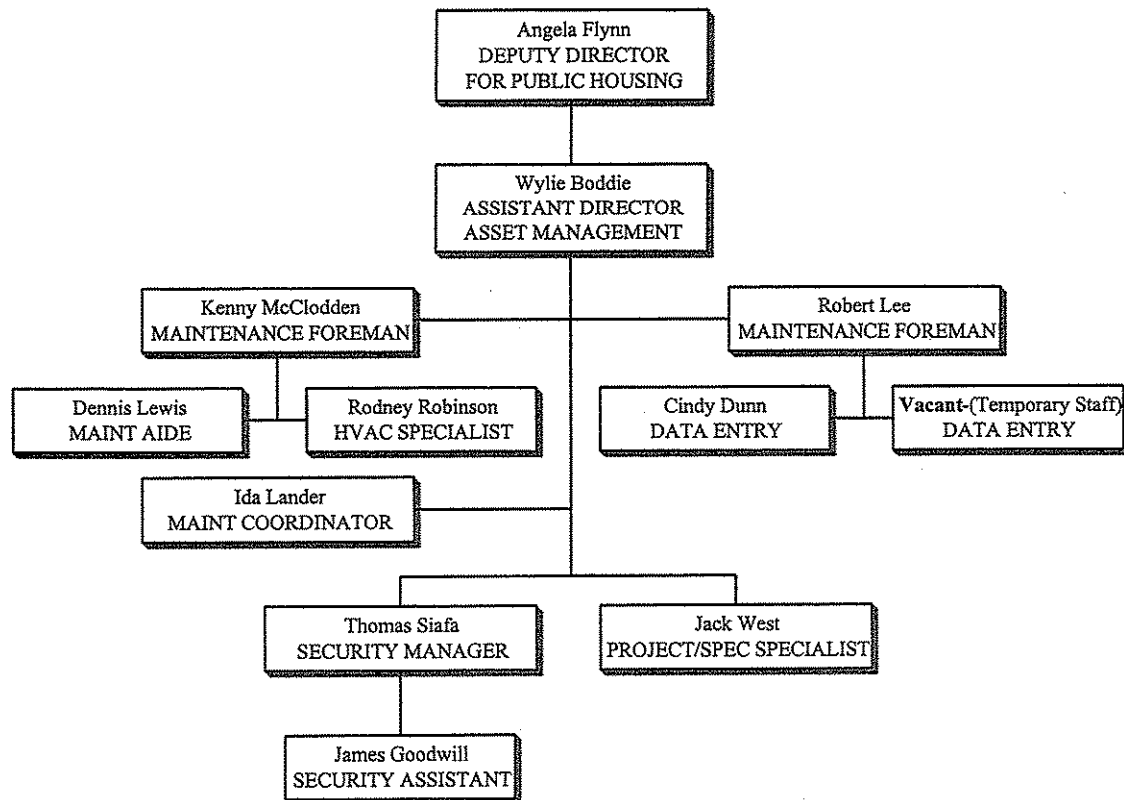 Angela Flynn
DEPUTY DIRECTOR
FOR PUBLIC HOUSING
Wylie Boddie
ASSISTANT DIRECTOR
ASSET MANAGEMENT
Kenny McClodden
MAINTENANCE FOREMAN
Robert Lee
MAINTENANCE FOREMAN
Dennis Lewis
MAINT AIDE
Rodney Robinson
HVAC SPECIALIST
Cindy Dunn
DATA ENTRY
Vacant-(Temporary Staff)
DATA ENTRY
Ida Lander
MAINT COORDINATOR
Thomas Siafa
SECURITY MANAGER
Jack West
PROJECT/SPEC SPECIALIST
James Goodwill
SECURITY ASSISTANT